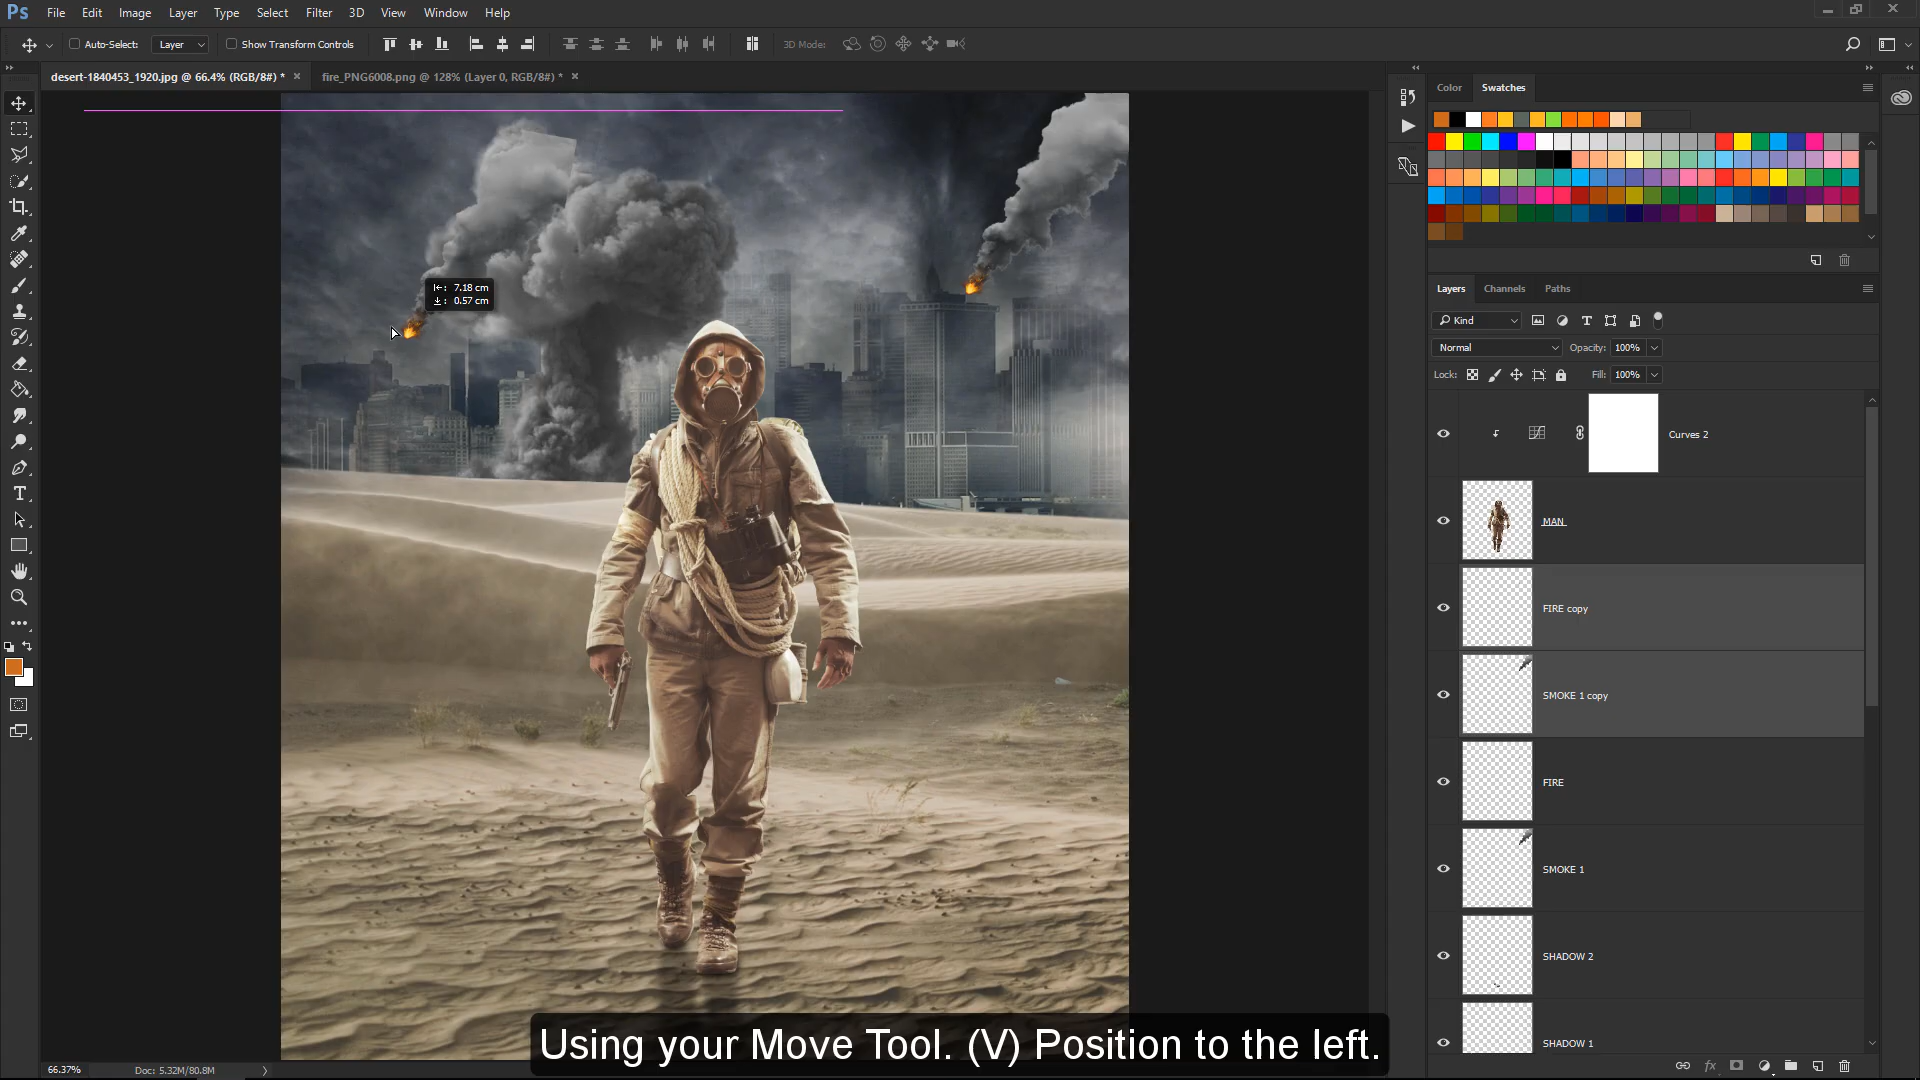 Ps File Edit Image Layer Type Select Filter 3D View Window Help
Auto-Select: Layer Show Transform Controls 3D Mode:
desert-1840453_1920.jpg @ 66.4% (RGB/8#) * × fire_PNG6008.png @ 128% (Layer 0, RGB/8#) * ×
Color Swatches
7.18 cm
0.57 cm
Layers Channels Paths
Kind
Normal Opacity: 100%
Lock: Fill: 100%
Curves 2
MAN
FIRE copy
SMOKE 1 copy
FIRE
SMOKE 1
SHADOW 2
SHADOW 1
Using your Move Tool. (V) Position to the left.
66.37% Doc: 5.32M/80.8M